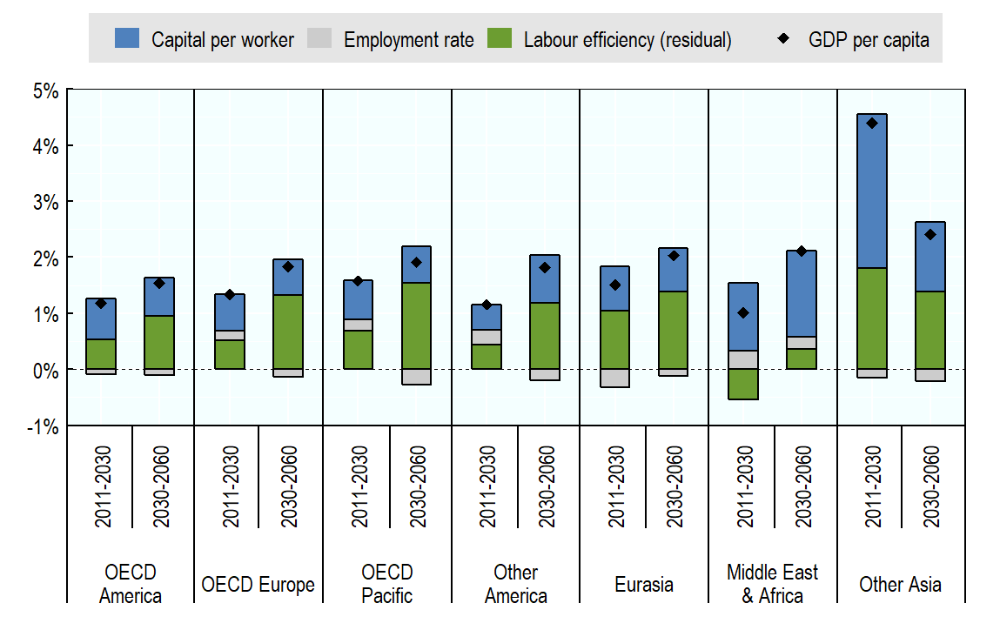 Capital per worker Employment rate Labour efficiency (residual) GDP per capita
5%
4%
3%
2%
1%
0%
-1%
2011-2030 2030-2060 2011-2030 2030-2060 2011-2030 2030-2060 2011-2030 2030-2060 2011-2030 2030-2060 2011-2030 2030-2060 2011-2030 2030-2060
OECD
America
OECD Europe
OECD
Pacific
Other
America
Eurasia
Middle East
& Africa
Other Asia